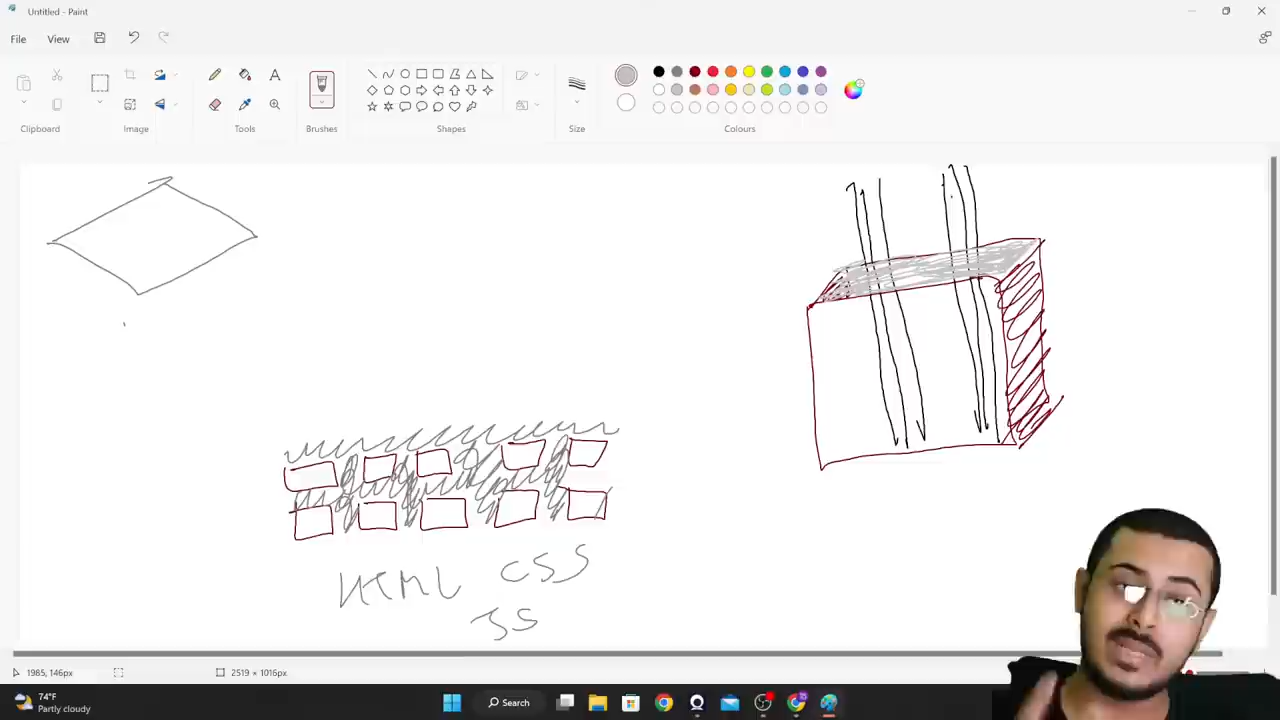 Untitled - Paint
File View
Clipboard Image Tools Brushes Shapes Size Colours
HTML CSS
JS
1985, 146px 2519 × 1016px
74°F
Partly cloudy
Search